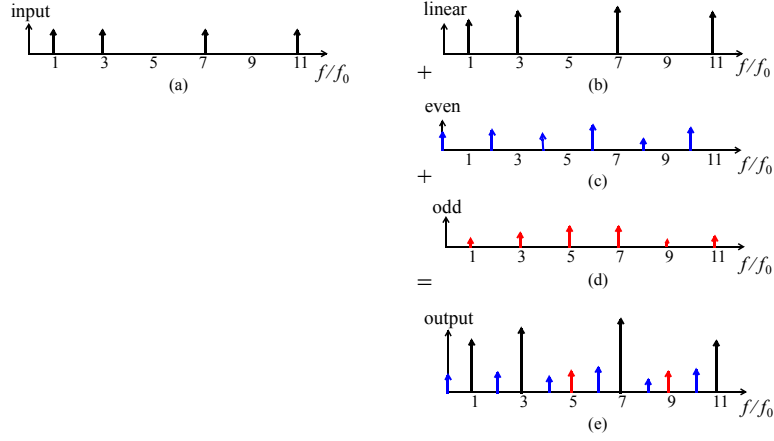 input
1 3 5 7 9 11 f/f₀
(a)
linear
1 3 5 7 9 11 f/f₀
(b)
+
even
1 3 5 7 9 11 f/f₀
(c)
+
odd
1 3 5 7 9 11 f/f₀
(d)
=
output
1 3 5 7 9 11 f/f₀
(e)